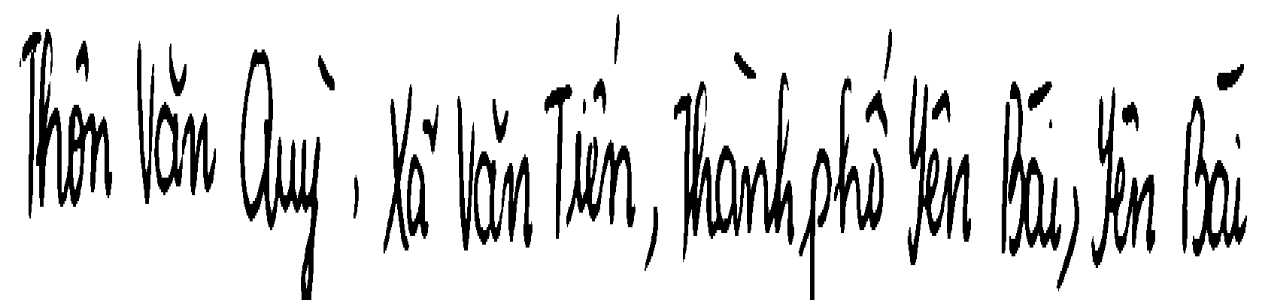 Thôn Văn Quỳ, Xã Văn Tiến, Thành phố Yên Bái, Yên Bái